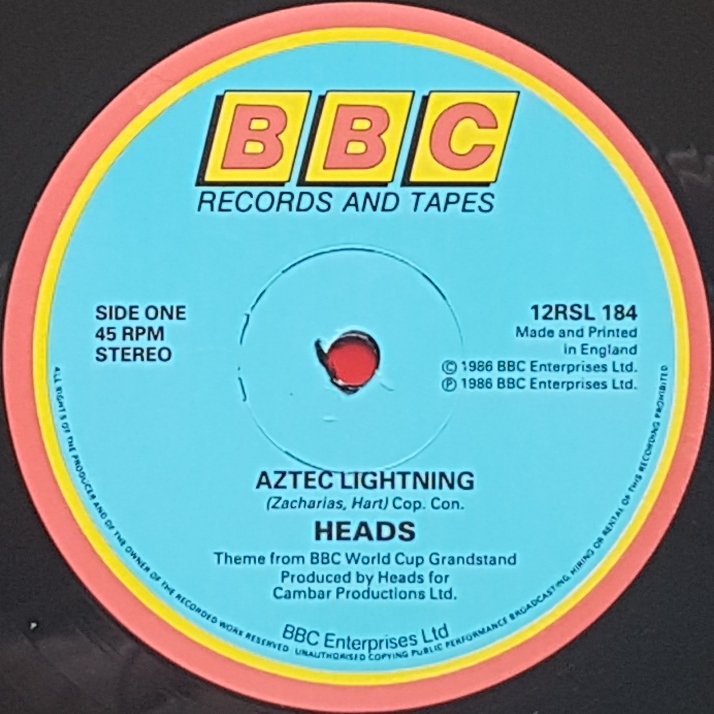 BBC
RECORDS AND TAPES
SIDE ONE
45 RPM
STEREO
12RSL 184
Made and Printed
in England
© 1986 BBC Enterprises Ltd.
℗ 1986 BBC Enterprises Ltd.
AZTEC LIGHTNING
(Zacharias, Hart) Cop. Con.
HEADS
Theme from BBC World Cup Grandstand
Produced by Heads for
Cambar Productions Ltd.
BBC Enterprises Ltd
ALL RIGHTS OF THE PRODUCER AND OF THE OWNER OF THE RECORDED WORK RESERVED. UNAUTHORISED COPYING PUBLIC PERFORMANCE BROADCASTING, HIRING OR RENTAL OF THIS RECORDING PROHIBITED